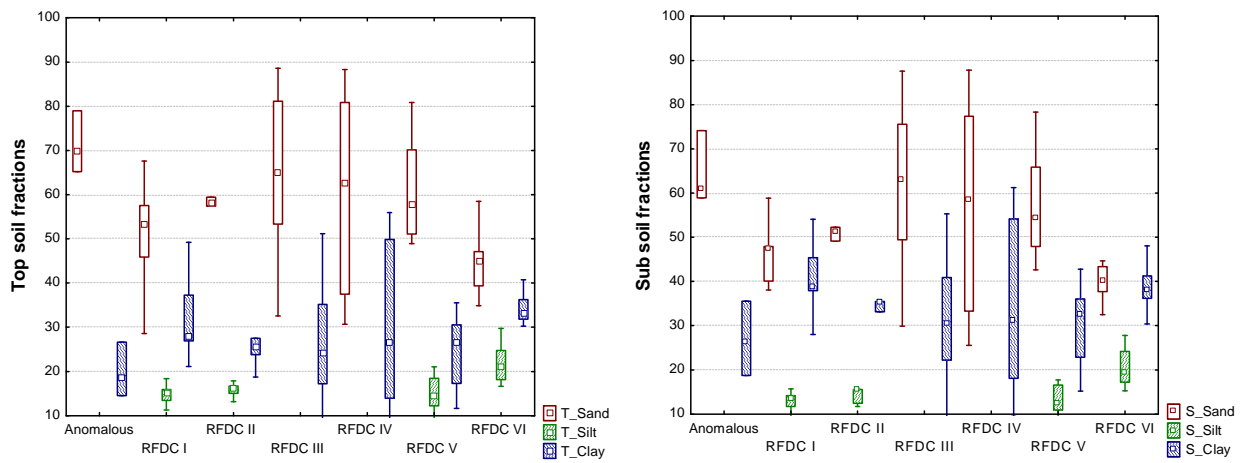 Top soil fractions
100
90
80
70
60
50
40
30
20
10
Anomalous
RFDC I
RFDC II
RFDC III
RFDC IV
RFDC V
RFDC VI
T_Sand
T_Silt
T_Clay
Sub soil fractions
100
90
80
70
60
50
40
30
20
10
Anomalous
RFDC I
RFDC II
RFDC III
RFDC IV
RFDC V
RFDC VI
S_Sand
S_Silt
S_Clay